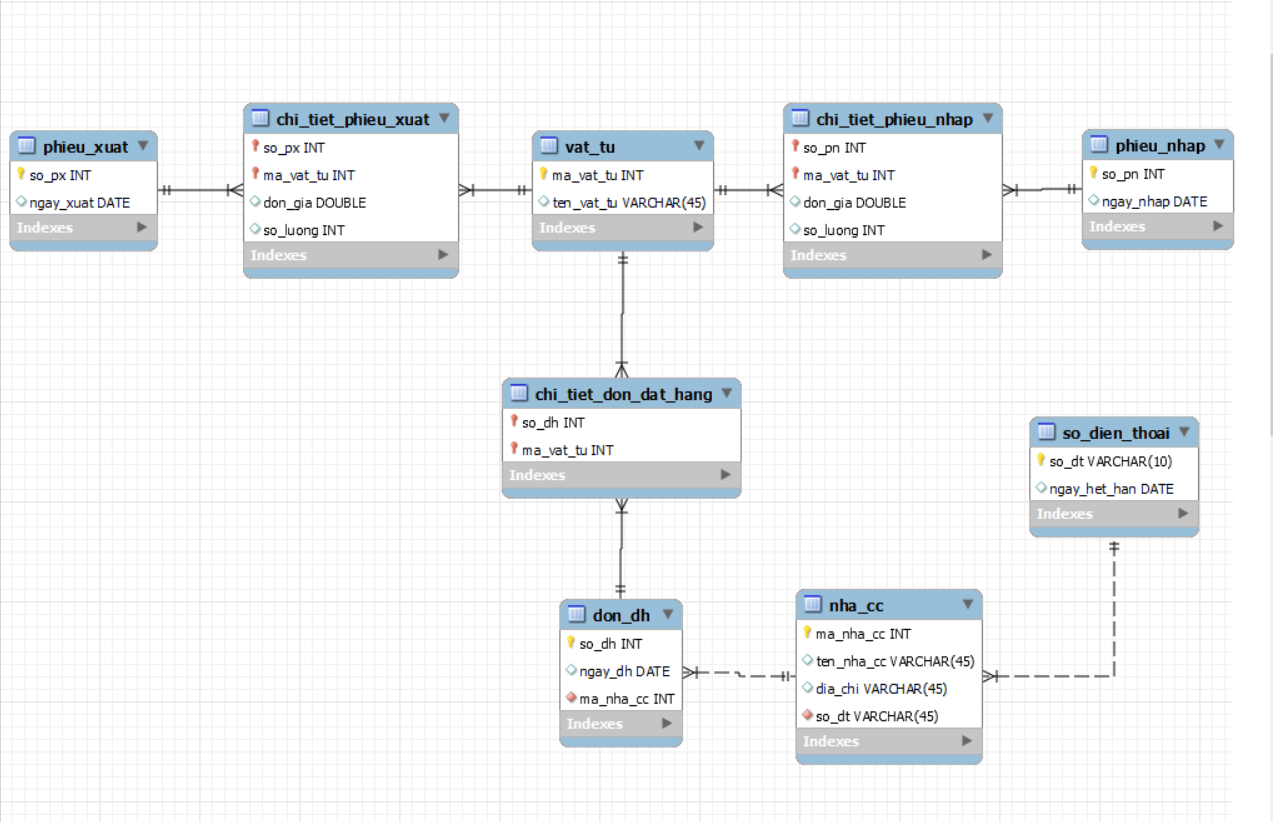 phieu_xuat
so_px INT
ngay_xuat DATE
Indexes
chi_tiet_phieu_xuat
so_px INT
ma_vat_tu INT
don_gia DOUBLE
so_luong INT
Indexes
vat_tu
ma_vat_tu INT
ten_vat_tu VARCHAR(45)
Indexes
chi_tiet_phieu_nhap
so_pn INT
ma_vat_tu INT
don_gia DOUBLE
so_luong INT
Indexes
phieu_nhap
so_pn INT
ngay_nhap DATE
Indexes
chi_tiet_don_dat_hang
so_dh INT
ma_vat_tu INT
Indexes
so_dien_thoai
so_dt VARCHAR(10)
ngay_het_han DATE
Indexes
don_dh
so_dh INT
ngay_dh DATE
ma_nha_cc INT
Indexes
nha_cc
ma_nha_cc INT
ten_nha_cc VARCHAR(45)
dia_chi VARCHAR(45)
so_dt VARCHAR(45)
Indexes